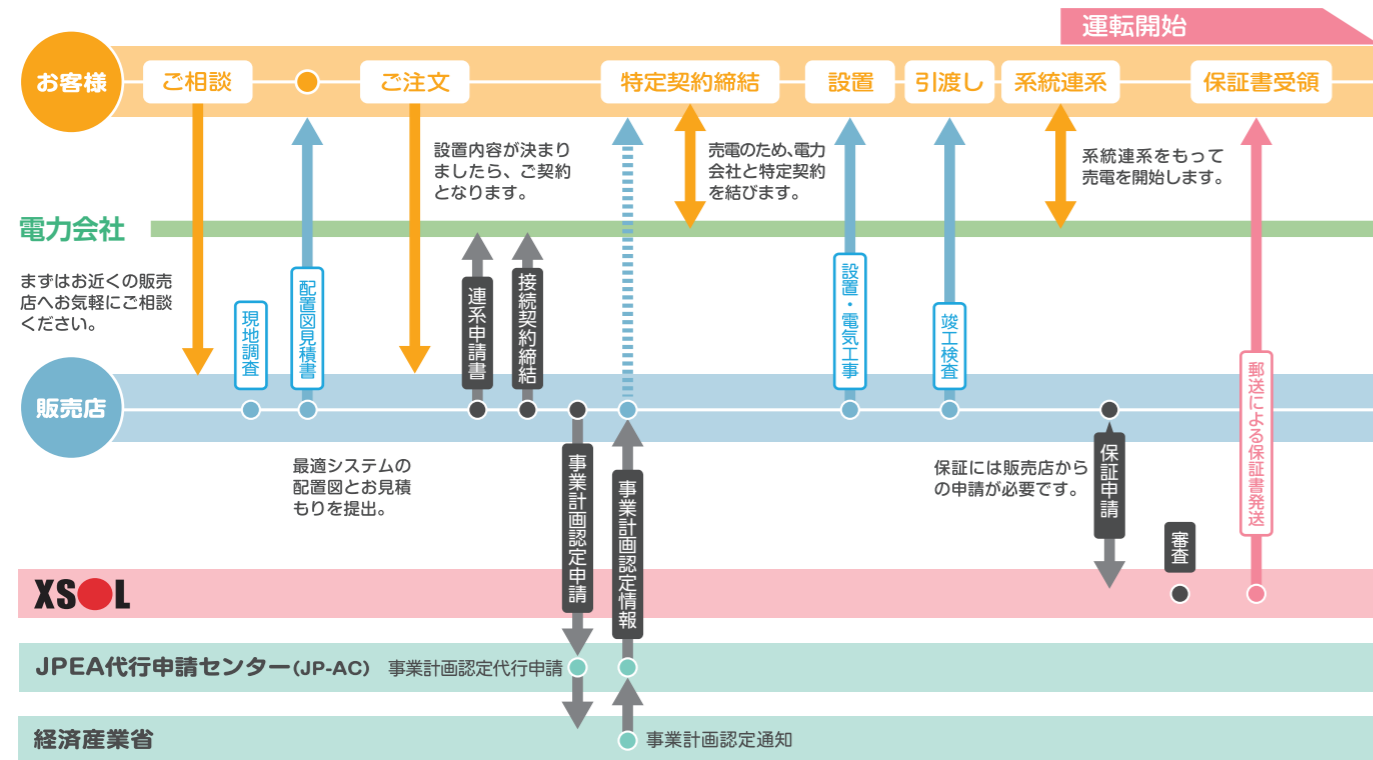 運転開始
お客様
ご相談
ご注文
特定契約締結
設置
引渡し
系統連系
保証書受領
設置内容が決まり
ましたら、ご契約
となります。
売電のため、電力
会社と特定契約
を結びます。
系統連系をもって
売電を開始します。
電力会社
まずはお近くの販売
店へお気軽にご相談
ください。
現地調査
配置図見積書
連系申請書
接続契約締結
設置・電気工事
竣工検査
郵送による保証書発送
販売店
最適システムの
配置図とお見積
もりを提出。
事業計画認定申請
事業計画認定情報
保証には販売店から
の申請が必要です。
保証申請
審査
XSOL
JPEA代行申請センター(JP-AC)
事業計画認定代行申請
経済産業省
事業計画認定通知